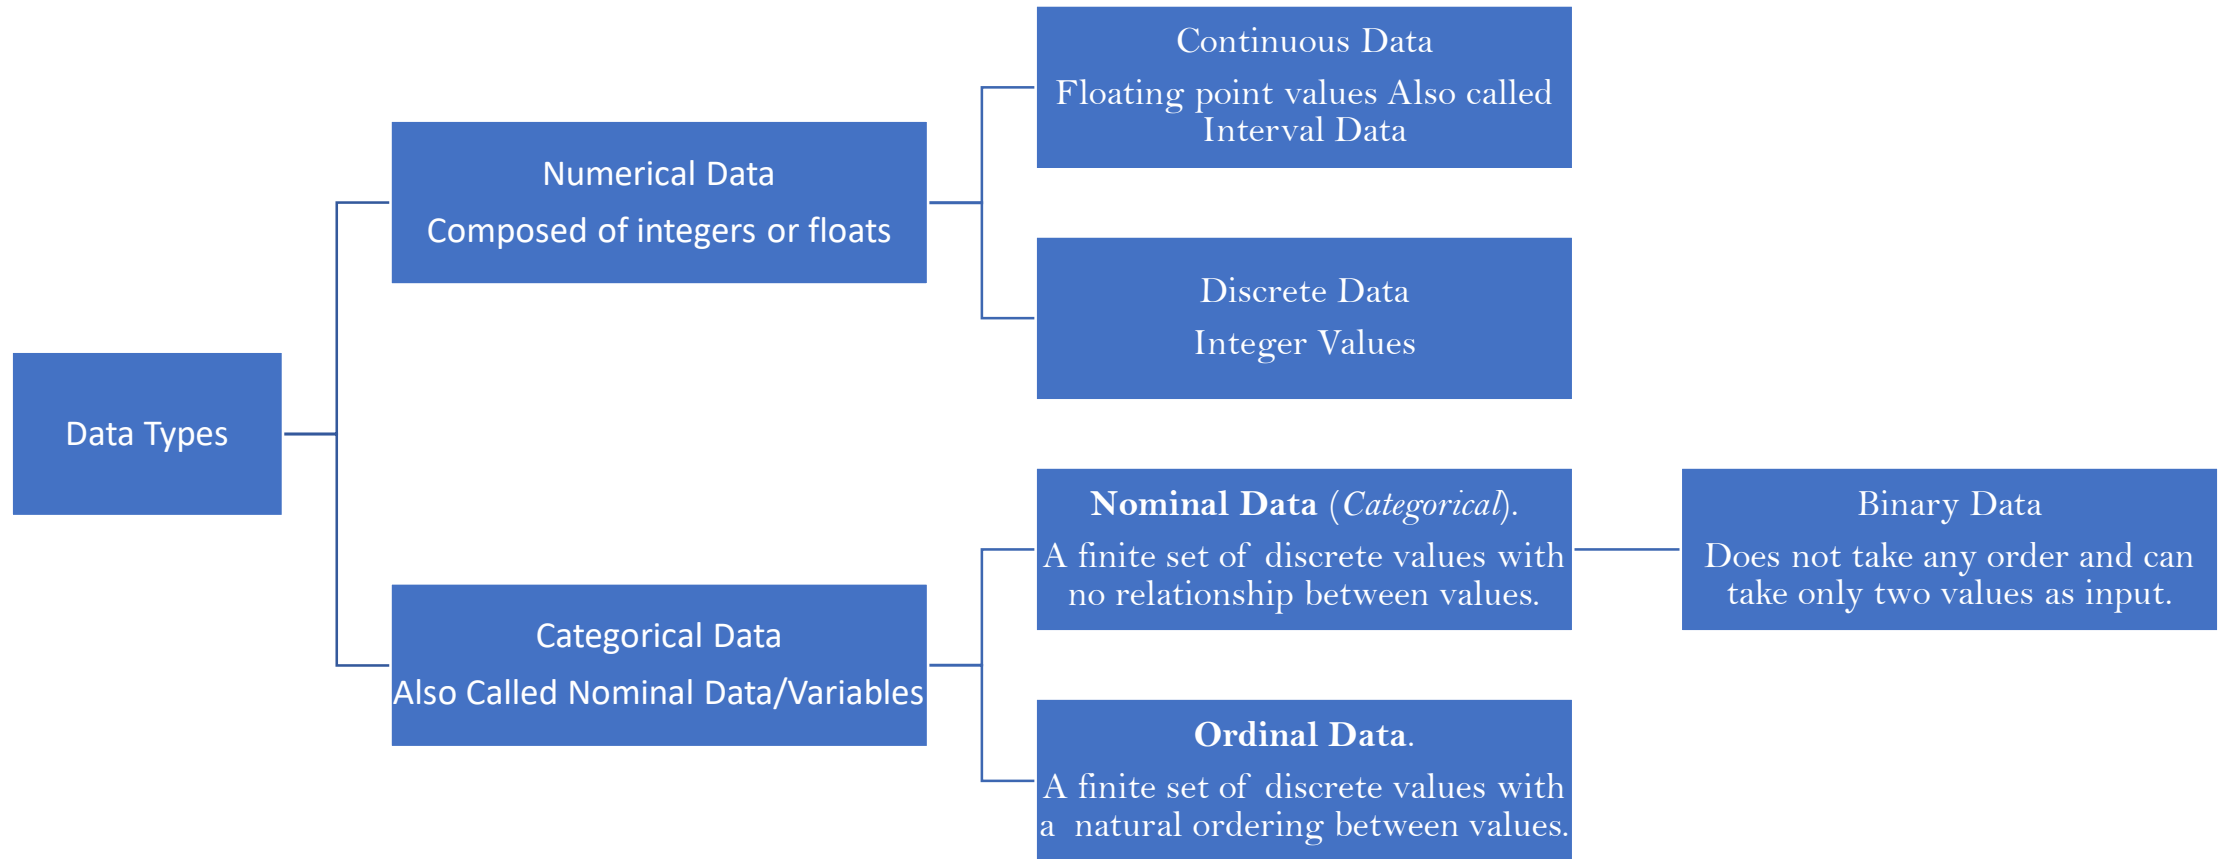 Data Types
Numerical Data
Composed of integers or floats
Continuous Data
Floating point values Also called
Interval Data
Discrete Data
Integer Values
Categorical Data
Also Called Nominal Data/Variables
Nominal Data (Categorical).
A finite set of discrete values with
no relationship between values.
Binary Data
Does not take any order and can
take only two values as input.
Ordinal Data.
A finite set of discrete values with
a natural ordering between values.